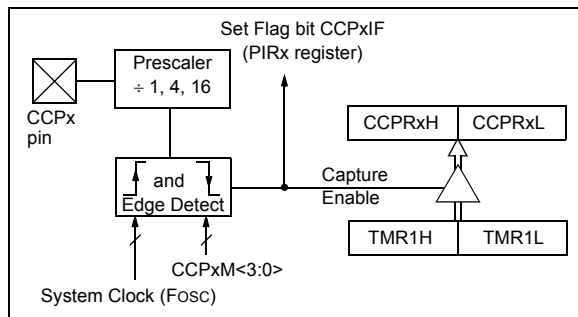 Set Flag bit CCPxIF
(PIRx register)
Prescaler
÷ 1, 4, 16
CCPx
pin
CCPRxH
CCPRxL
and
Edge Detect
Capture
Enable
TMR1H
TMR1L
CCPxM<3:0>
System Clock (FOSC)